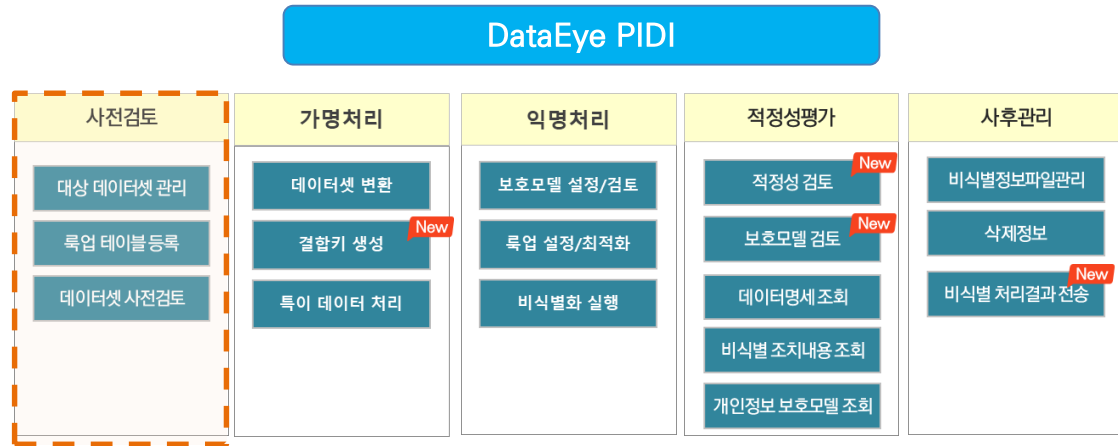 DataEye PIDI
사전검토
대상 데이터셋 관리
룩업 테이블 등록
데이터셋 사전검토
가명처리
데이터셋 변환
결합키 생성
New
특이 데이터 처리
익명처리
보호모델 설정/검토
룩업 설정/최적화
비식별화 실행
적정성평가
적정성 검토
New
보호모델 검토
New
데이터명세 조회
비식별 조치내용 조회
개인정보 보호모델 조회
사후관리
비식별정보파일관리
삭제정보
비식별 처리결과 전송
New